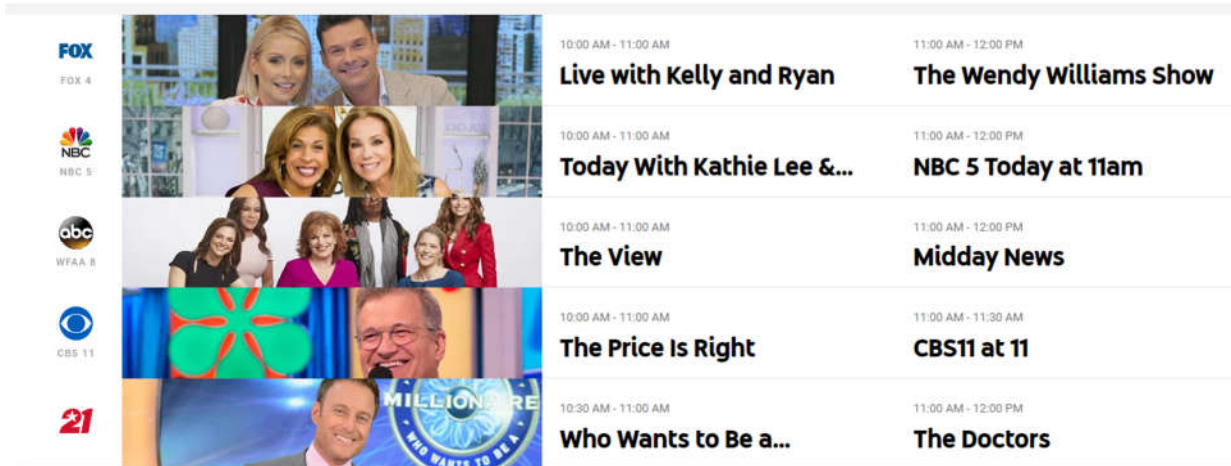 FOX
FOX 4
10:00 AM - 11:00 AM
Live with Kelly and Ryan
11:00 AM - 12:00 PM
The Wendy Williams Show
NBC
NBC 5
10:00 AM - 11:00 AM
Today With Kathie Lee &...
11:00 AM - 12:00 PM
NBC 5 Today at 11am
abc
WFAA 8
10:00 AM - 11:00 AM
The View
11:00 AM - 12:00 PM
Midday News
CBS 11
10:00 AM - 11:00 AM
The Price Is Right
11:00 AM - 11:30 AM
CBS11 at 11
21
MILLIONAIRE
WHO WANTS TO BE A
10:30 AM - 11:00 AM
Who Wants to Be a...
11:00 AM - 12:00 PM
The Doctors